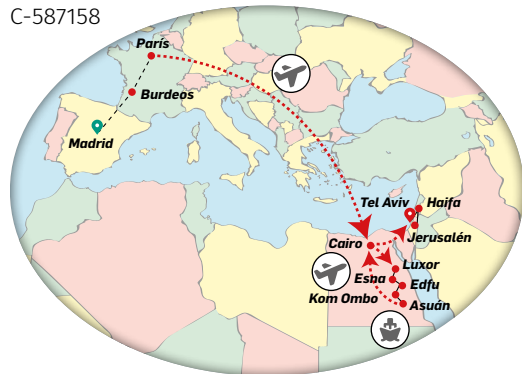 C-587158
París
Burdeos
Madrid
Tel Aviv
Haifa
Jerusalén
Cairo
Luxor
Esna
Edfu
Kom Ombo
Asuán